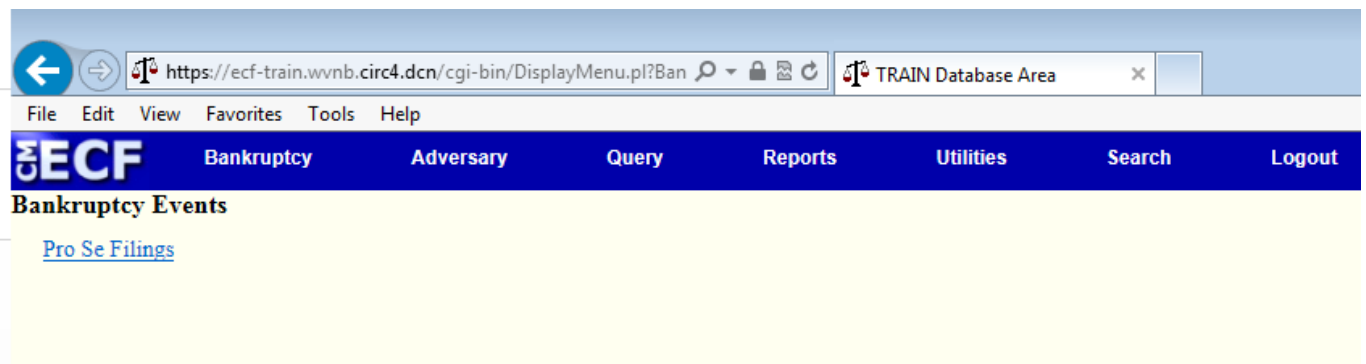 https://ecf-train.wvnb.circ4.dcn/cgi-bin/DisplayMenu.pl?Ban
TRAIN Database Area
File Edit View Favorites Tools Help
CM ECF Bankruptcy Adversary Query Reports Utilities Search Logout
Bankruptcy Events
Pro Se Filings